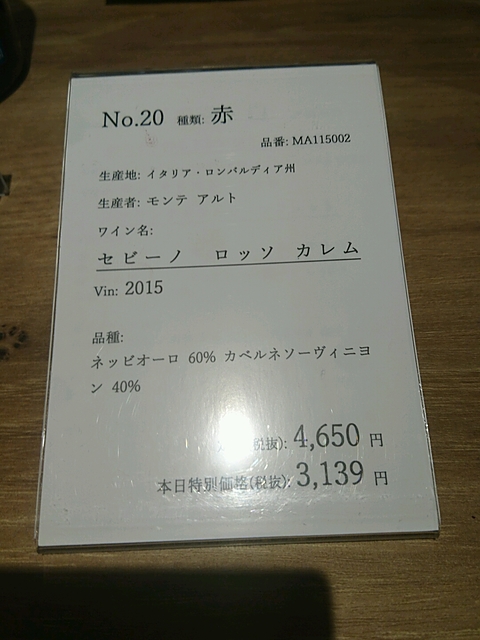 No.20 種類: 赤
品番: MA115002
生産地: イタリア・ロンバルディア州
生産者: モンテ アルト
ワイン名:
セビーノ ロッソ カレム
Vin: 2015
品種:
ネッビオーロ 60% カベルネソーヴィニヨ
ン 40%
税抜): 4,650 円
本日特別価格(税抜): 3,139 円